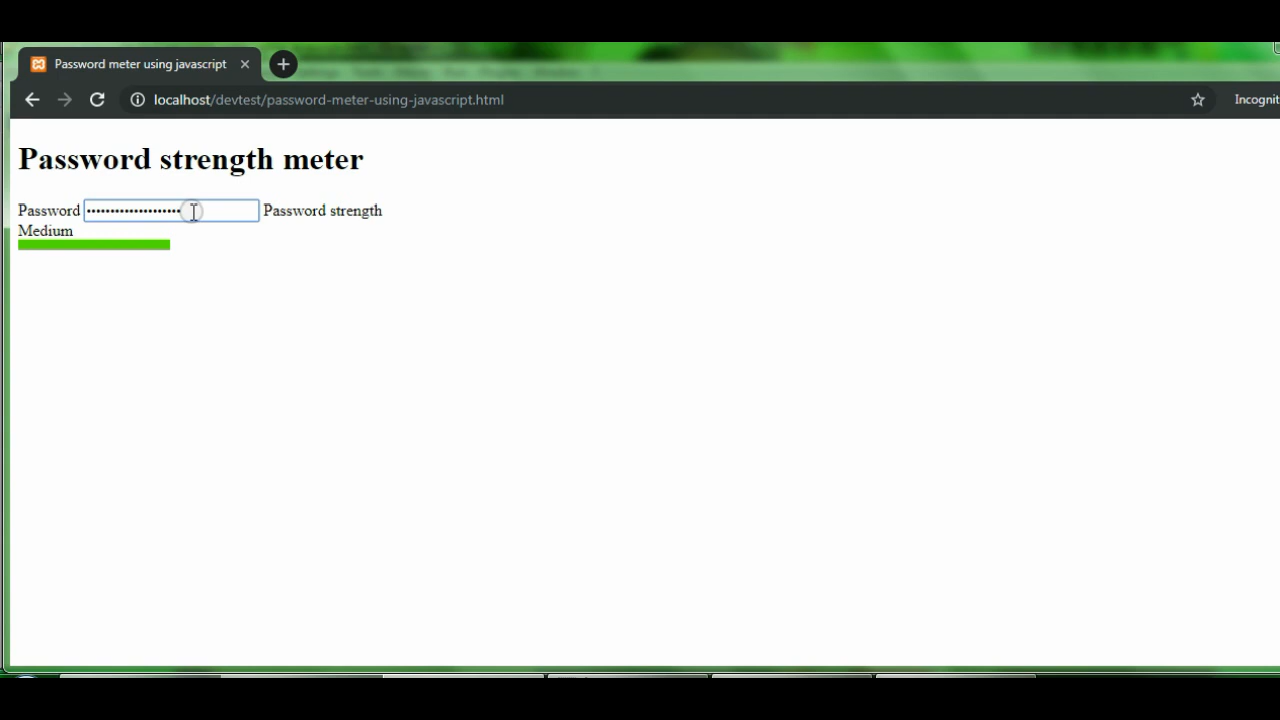 Password meter using javascript
localhost/devtest/password-meter-using-javascript.html
Incognit
Password strength meter
Password •••••••••••••••••••• Password strength
Medium